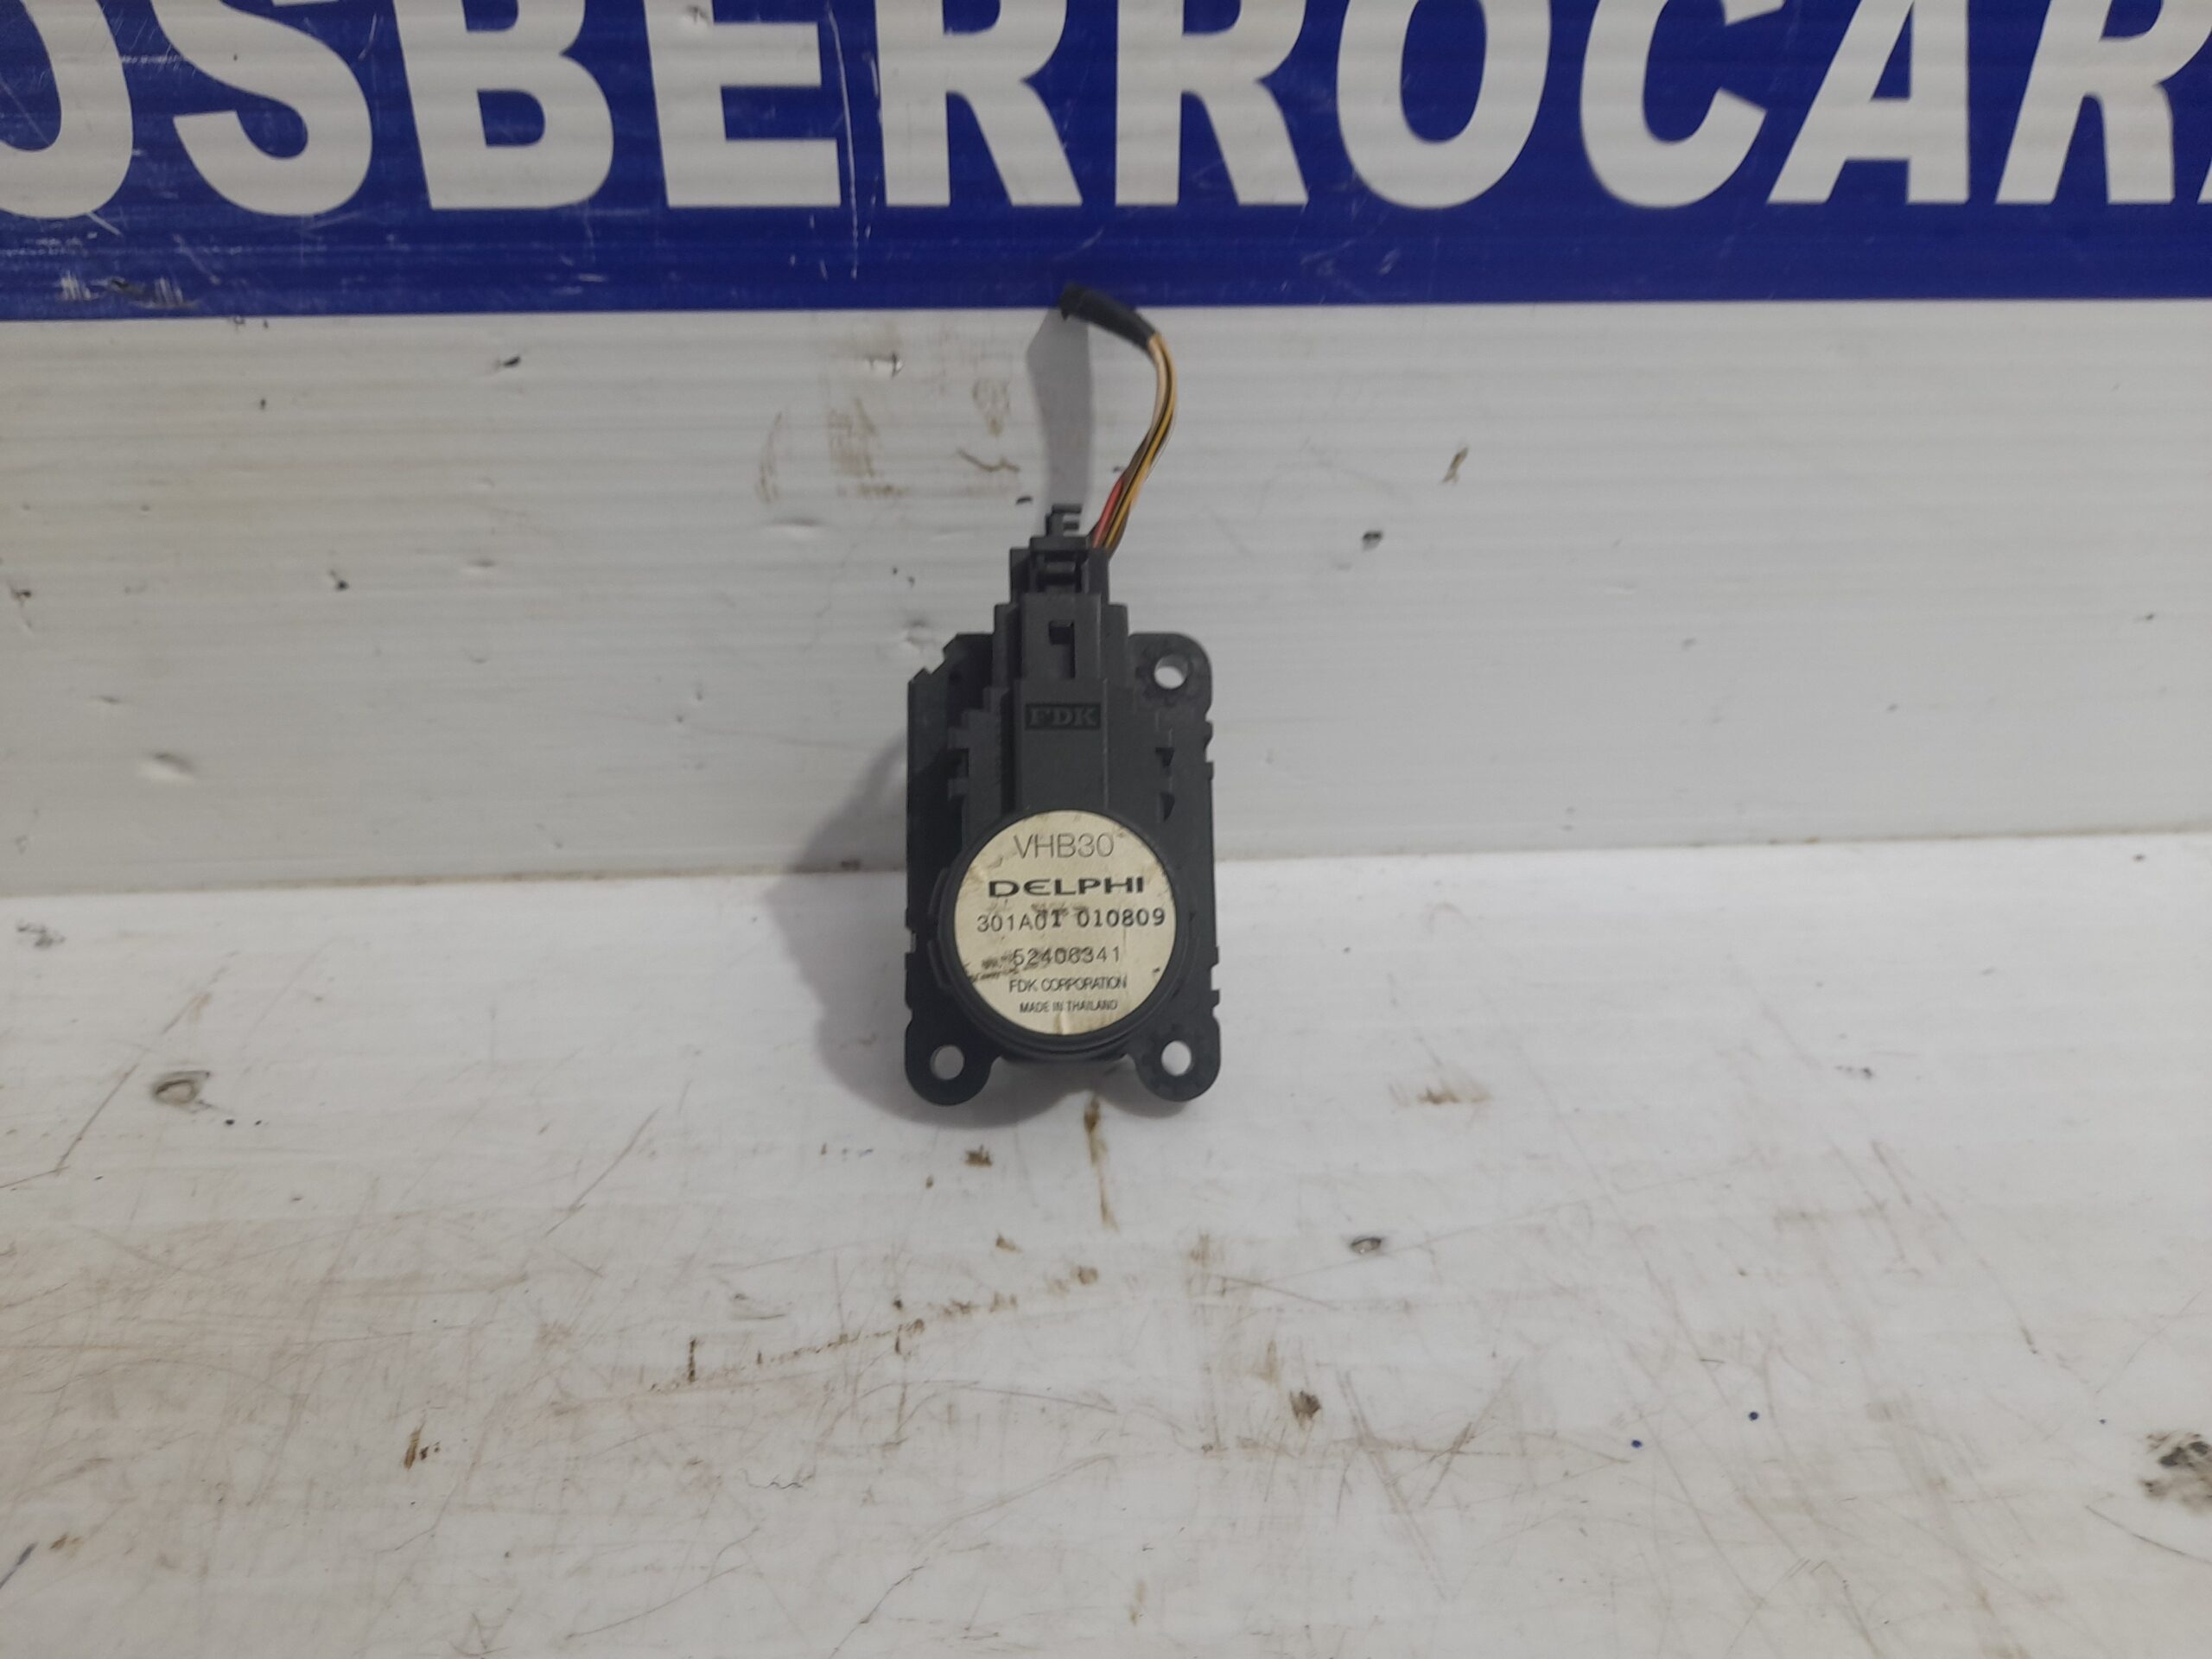 OSBERROCAR
FDK
VHB30
DELPHI
301A01 010809
52406341
FDK CORPORATION
MADE IN THAILAND